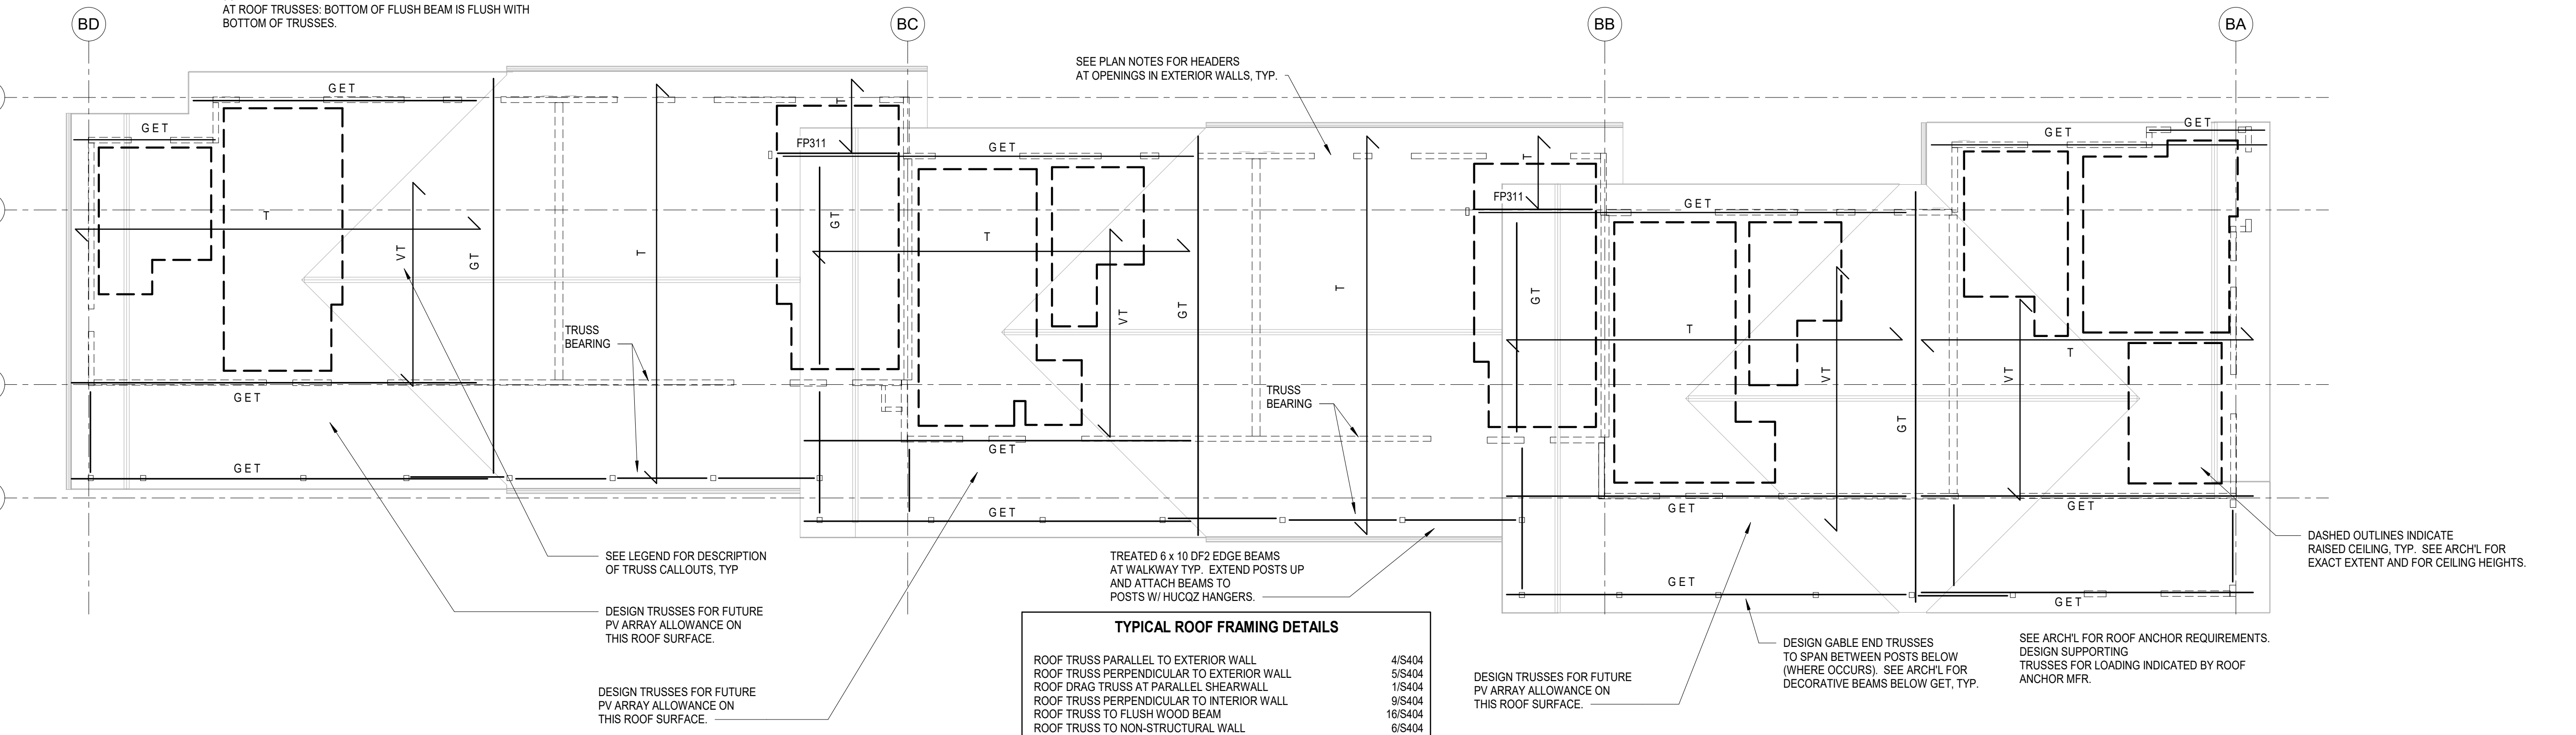 AT ROOF TRUSSES: BOTTOM OF FLUSH BEAM IS FLUSH WITH
BOTTOM OF TRUSSES.
BD
BC
BB
BA
SEE PLAN NOTES FOR HEADERS
AT OPENINGS IN EXTERIOR WALLS, TYP.
GET
GET
T
VT
GT
T
T
FP311
GT
GET
T
VT
GT
T
T
FP311
GT
GET
T
VT
GT
GET
GET
VT
T
TRUSS
BEARING
TRUSS
BEARING
GET
GET
GET
GET
GET
GET
GET
GET
SEE LEGEND FOR DESCRIPTION
OF TRUSS CALLOUTS, TYP
DESIGN TRUSSES FOR FUTURE
PV ARRAY ALLOWANCE ON
THIS ROOF SURFACE.
DESIGN TRUSSES FOR FUTURE
PV ARRAY ALLOWANCE ON
THIS ROOF SURFACE.
TREATED 6 x 10 DF2 EDGE BEAMS
AT WALKWAY TYP.  EXTEND POSTS UP
AND ATTACH BEAMS TO
POSTS W/ HUCQZ HANGERS.
TYPICAL ROOF FRAMING DETAILS
ROOF TRUSS PARALLEL TO EXTERIOR WALL 4/S404
ROOF TRUSS PERPENDICULAR TO EXTERIOR WALL 5/S404
ROOF DRAG TRUSS AT PARALLEL SHEARWALL 1/S404
ROOF TRUSS PERPENDICULAR TO INTERIOR WALL 9/S404
ROOF TRUSS TO FLUSH WOOD BEAM 16/S404
ROOF TRUSS TO NON-STRUCTURAL WALL 6/S404
DESIGN TRUSSES FOR FUTURE
PV ARRAY ALLOWANCE ON
THIS ROOF SURFACE.
DESIGN GABLE END TRUSSES
TO SPAN BETWEEN POSTS BELOW
(WHERE OCCURS).  SEE ARCH'L FOR
DECORATIVE BEAMS BELOW GET, TYP.
SEE ARCH'L FOR ROOF ANCHOR REQUIREMENTS.
DESIGN SUPPORTING
TRUSSES FOR LOADING INDICATED BY ROOF
ANCHOR MFR.
DASHED OUTLINES INDICATE
RAISED CEILING, TYP.  SEE ARCH'L FOR
EXACT EXTENT AND FOR CEILING HEIGHTS.